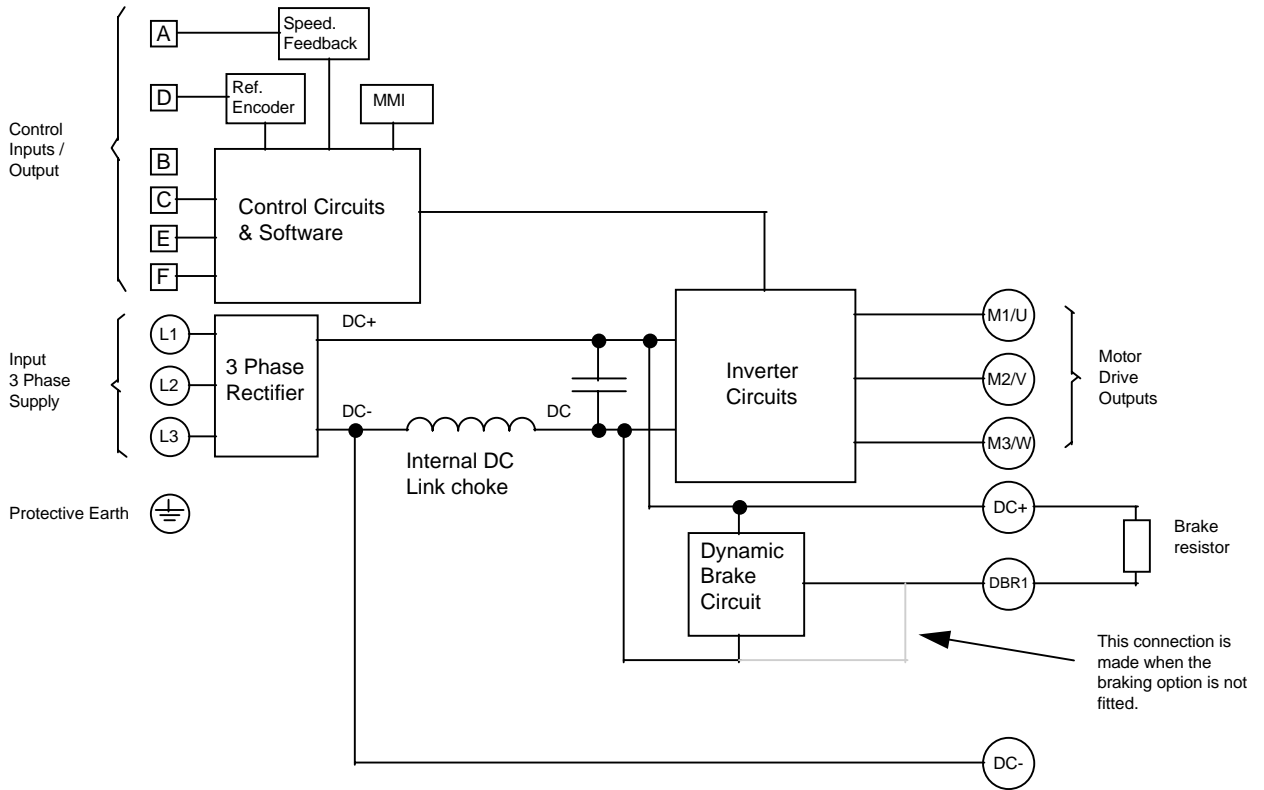 A
Speed.
Feedback
D
Ref.
Encoder
MMI
Control
Inputs /
Output
B
C
E
F
Control Circuits
& Software
Input
3 Phase
Supply
L1
L2
L3
3 Phase
Rectifier
DC+
DC-
DC
Internal DC
Link choke
Inverter
Circuits
M1/U
M2/V
M3/W
Motor
Drive
Outputs
Protective Earth
DC+
Brake
resistor
Dynamic
Brake
Circuit
DBR1
This connection is
made when the
braking option is not
fitted.
DC-